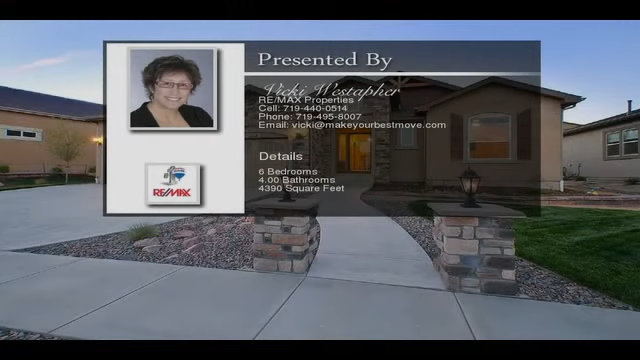 Presented By
Vicki Westapher
RE/MAX Properties
Cell: 719-440-0514
Phone: 719-495-8007
Email: vicki@makeyourbestmove.com
Details
6 Bedrooms
4.00 Bathrooms
4390 Square Feet
RE/MAX